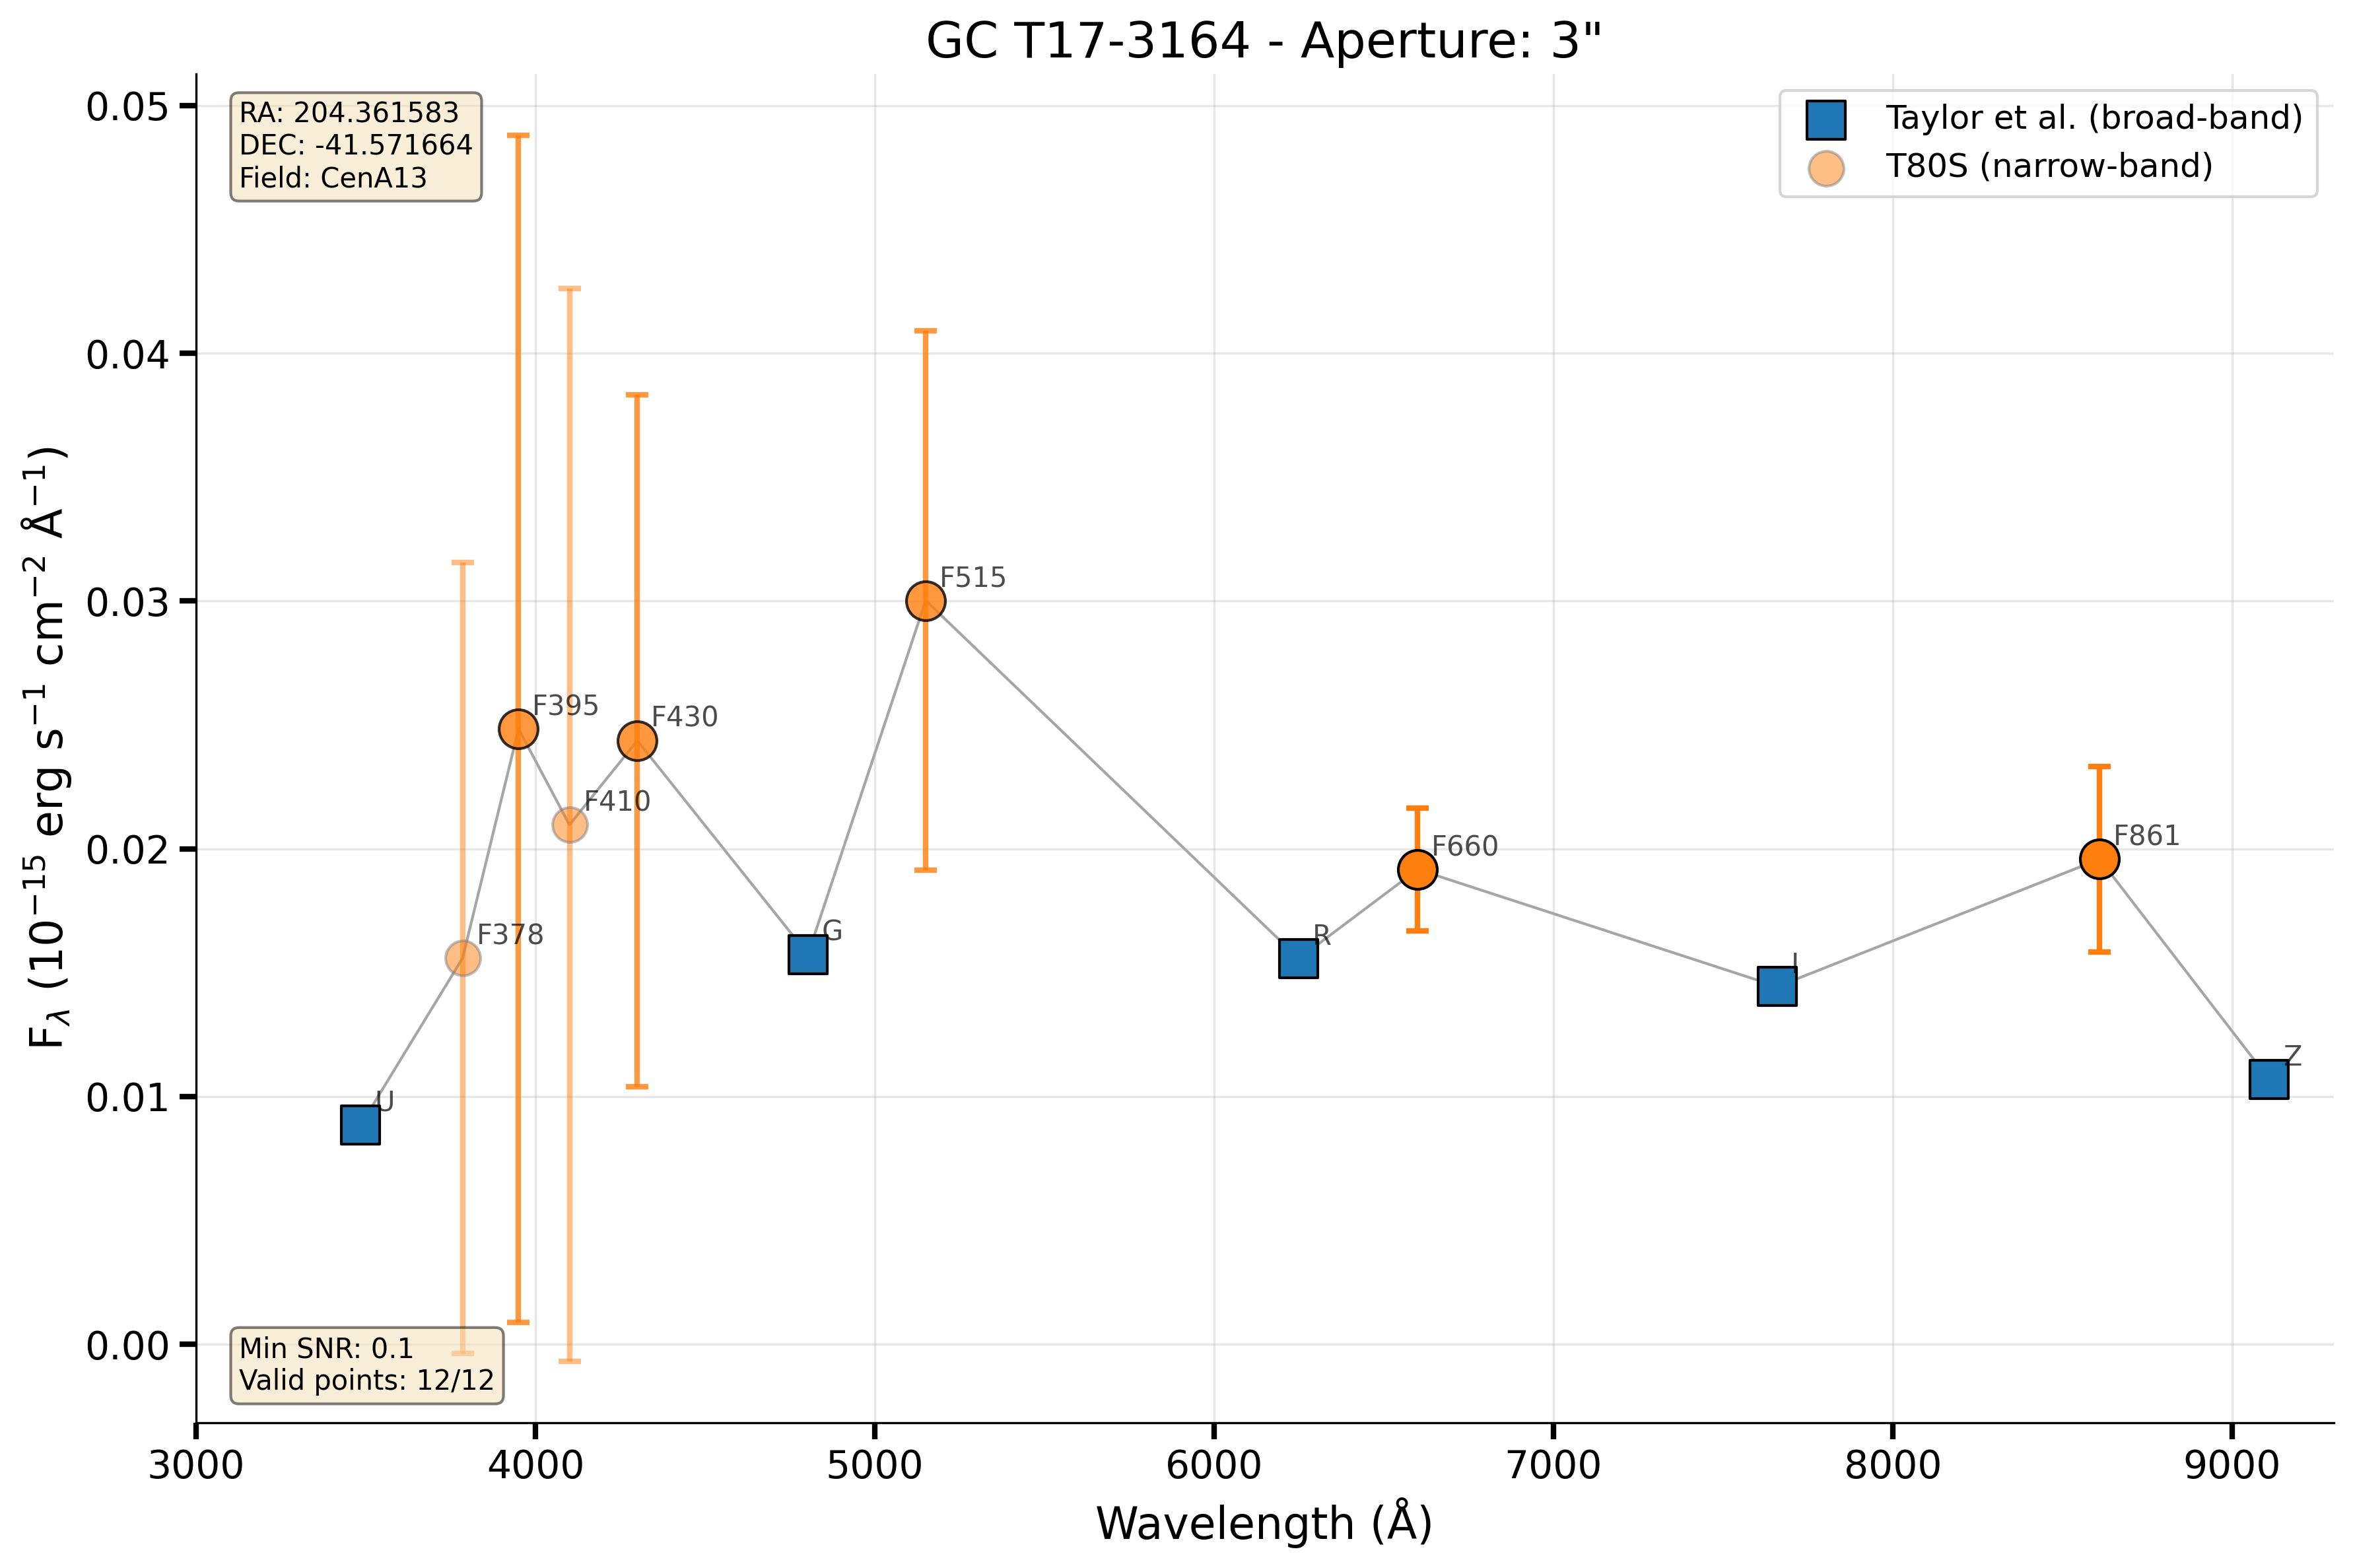 GC T17-3164 - Aperture: 3"
RA: 204.361583
DEC: -41.571664
Field: CenA13
Taylor et al. (broad-band)
T80S (narrow-band)
0.05
0.04
0.03
0.02
0.01
0.00
F_λ (10⁻¹⁵ erg s⁻¹ cm⁻² Å⁻¹)
U
F378
F395
F410
F430
G
F515
R
F660
I
F861
Z
Min SNR: 0.1
Valid points: 12/12
3000 4000 5000 6000 7000 8000 9000
Wavelength (Å)